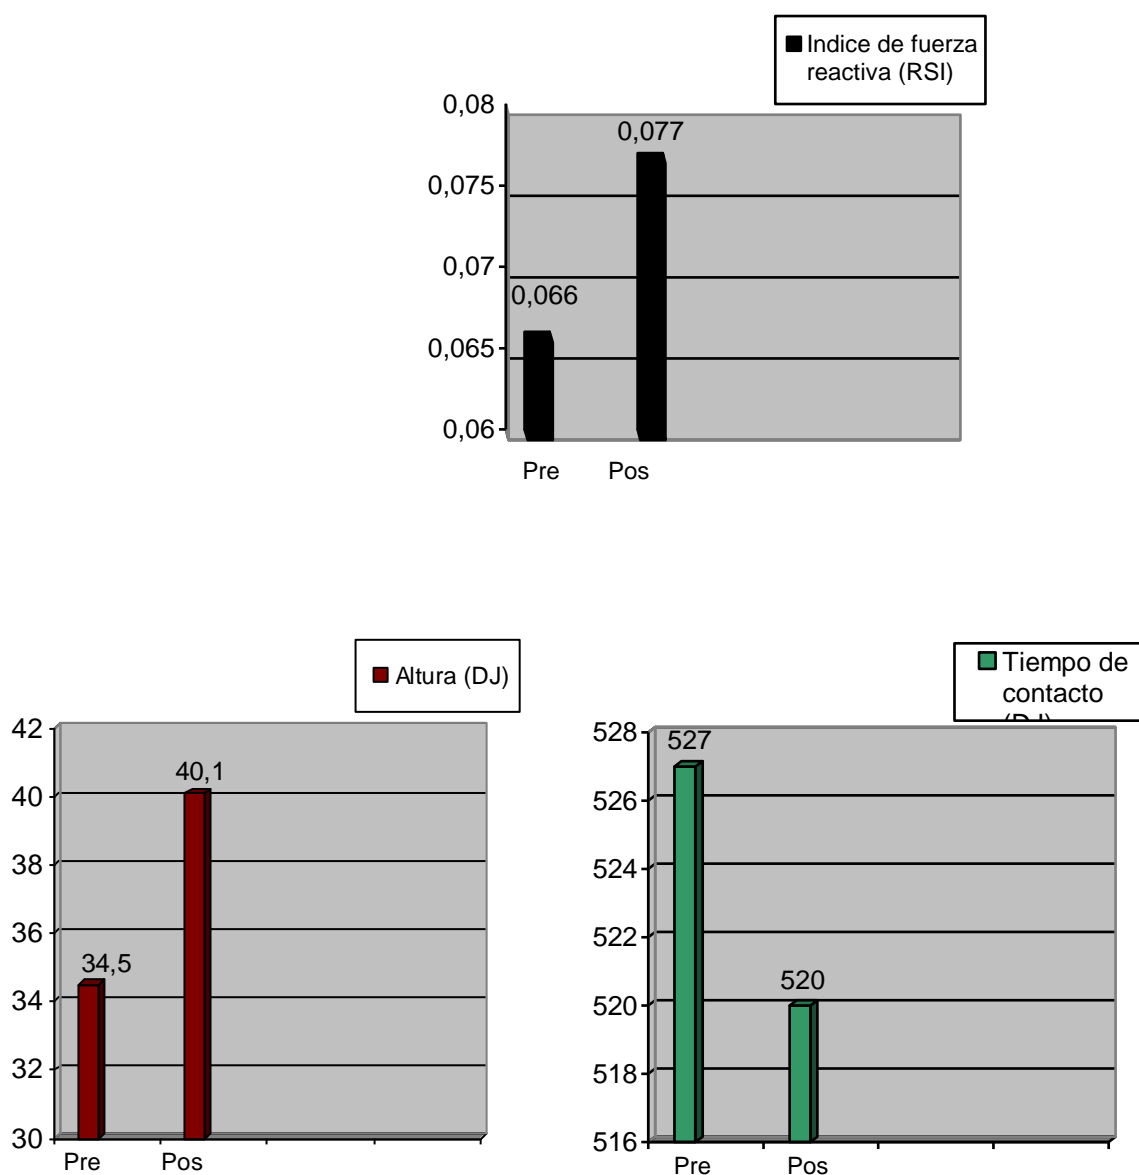 Indice de fuerza
reactiva (RSI)
0,08
0,077
0,075
0,07
0,066
0,065
0,06
Pre Pos
Altura (DJ)
42
40,1
40
38
36
34,5
34
32
30
Pre Pos
Tiempo de
contacto
(DJ)
528
527
526
524
522
520
520
518
516
Pre Pos